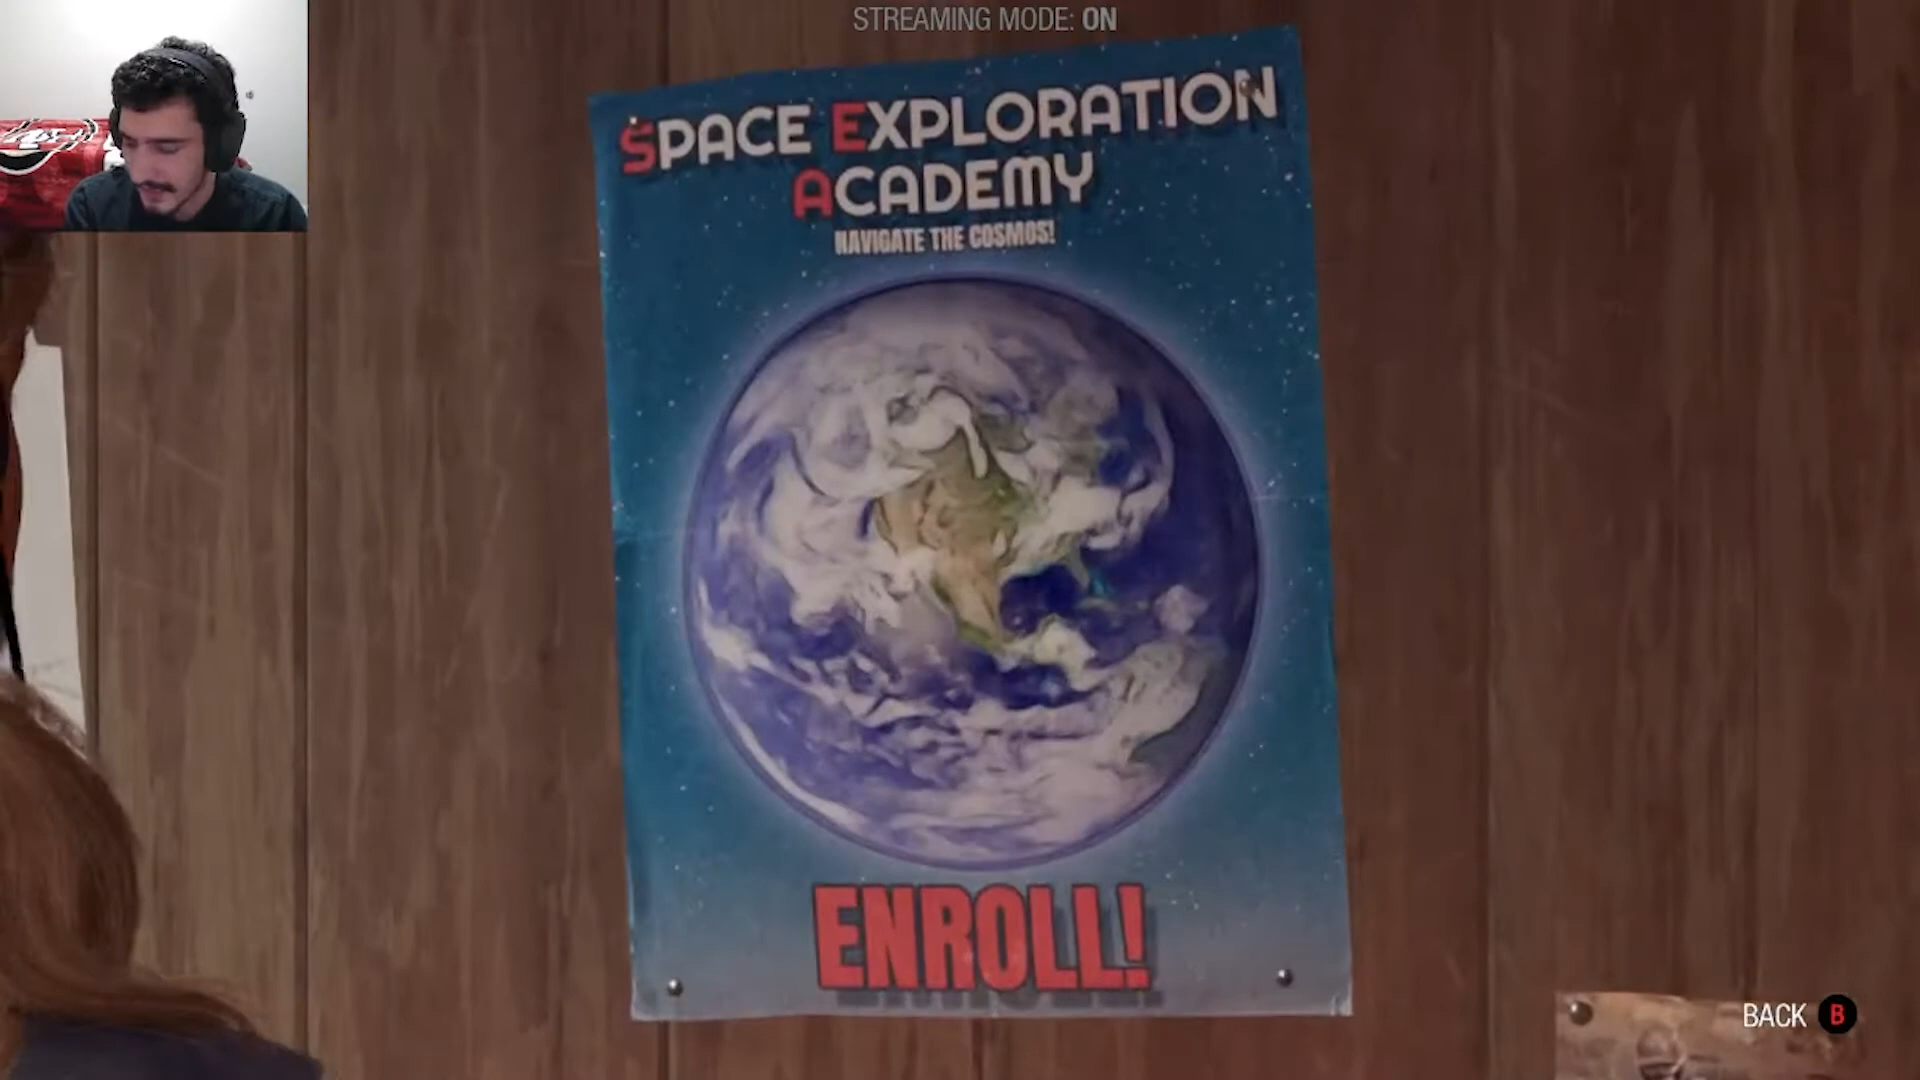 STREAMING MODE: ON
SPACE EXPLORATION
ACADEMY
NAVIGATE THE COSMOS!
ENROLL!
BACK B